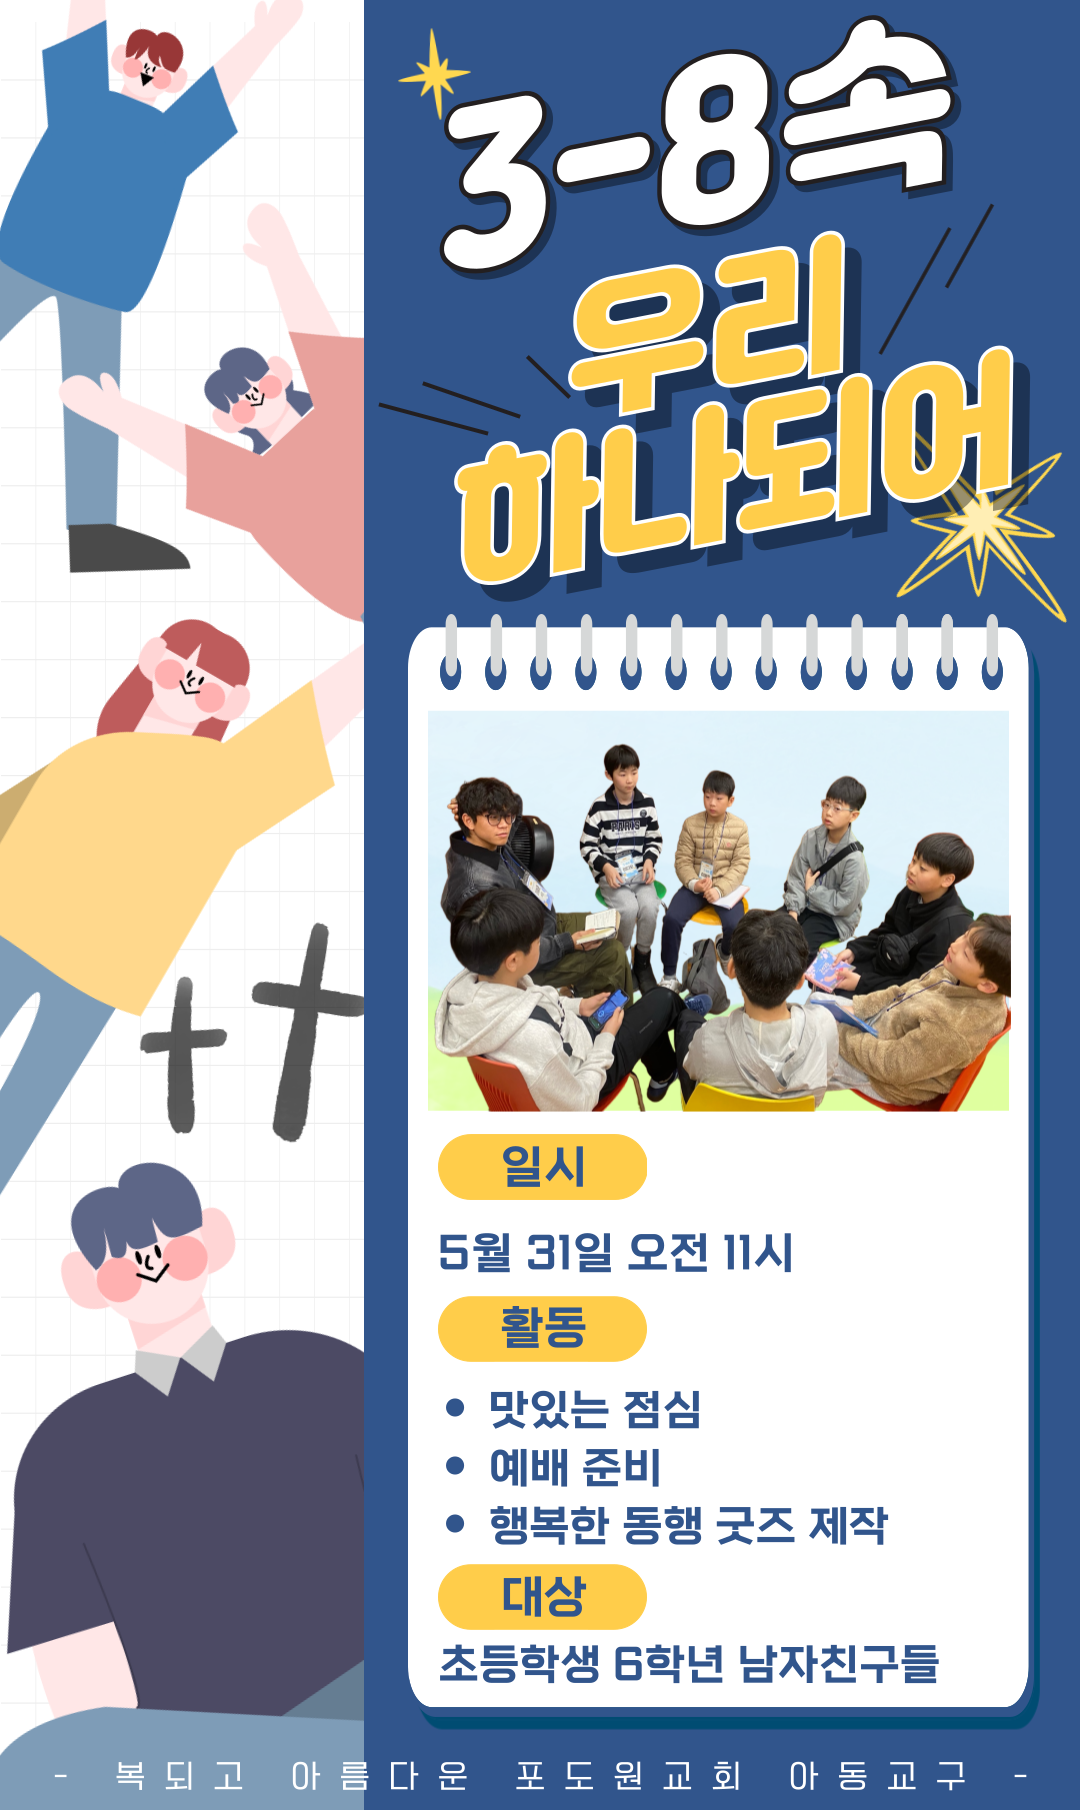 3-8속
우리
하나되어
일시
5월 31일 오전 11시
활동
• 맛있는 점심
• 예배 준비
• 행복한 동행 굿즈 제작
대상
초등학생 6학년 남자친구들
- 복되고 아름다운 포도원교회 아동교구 -